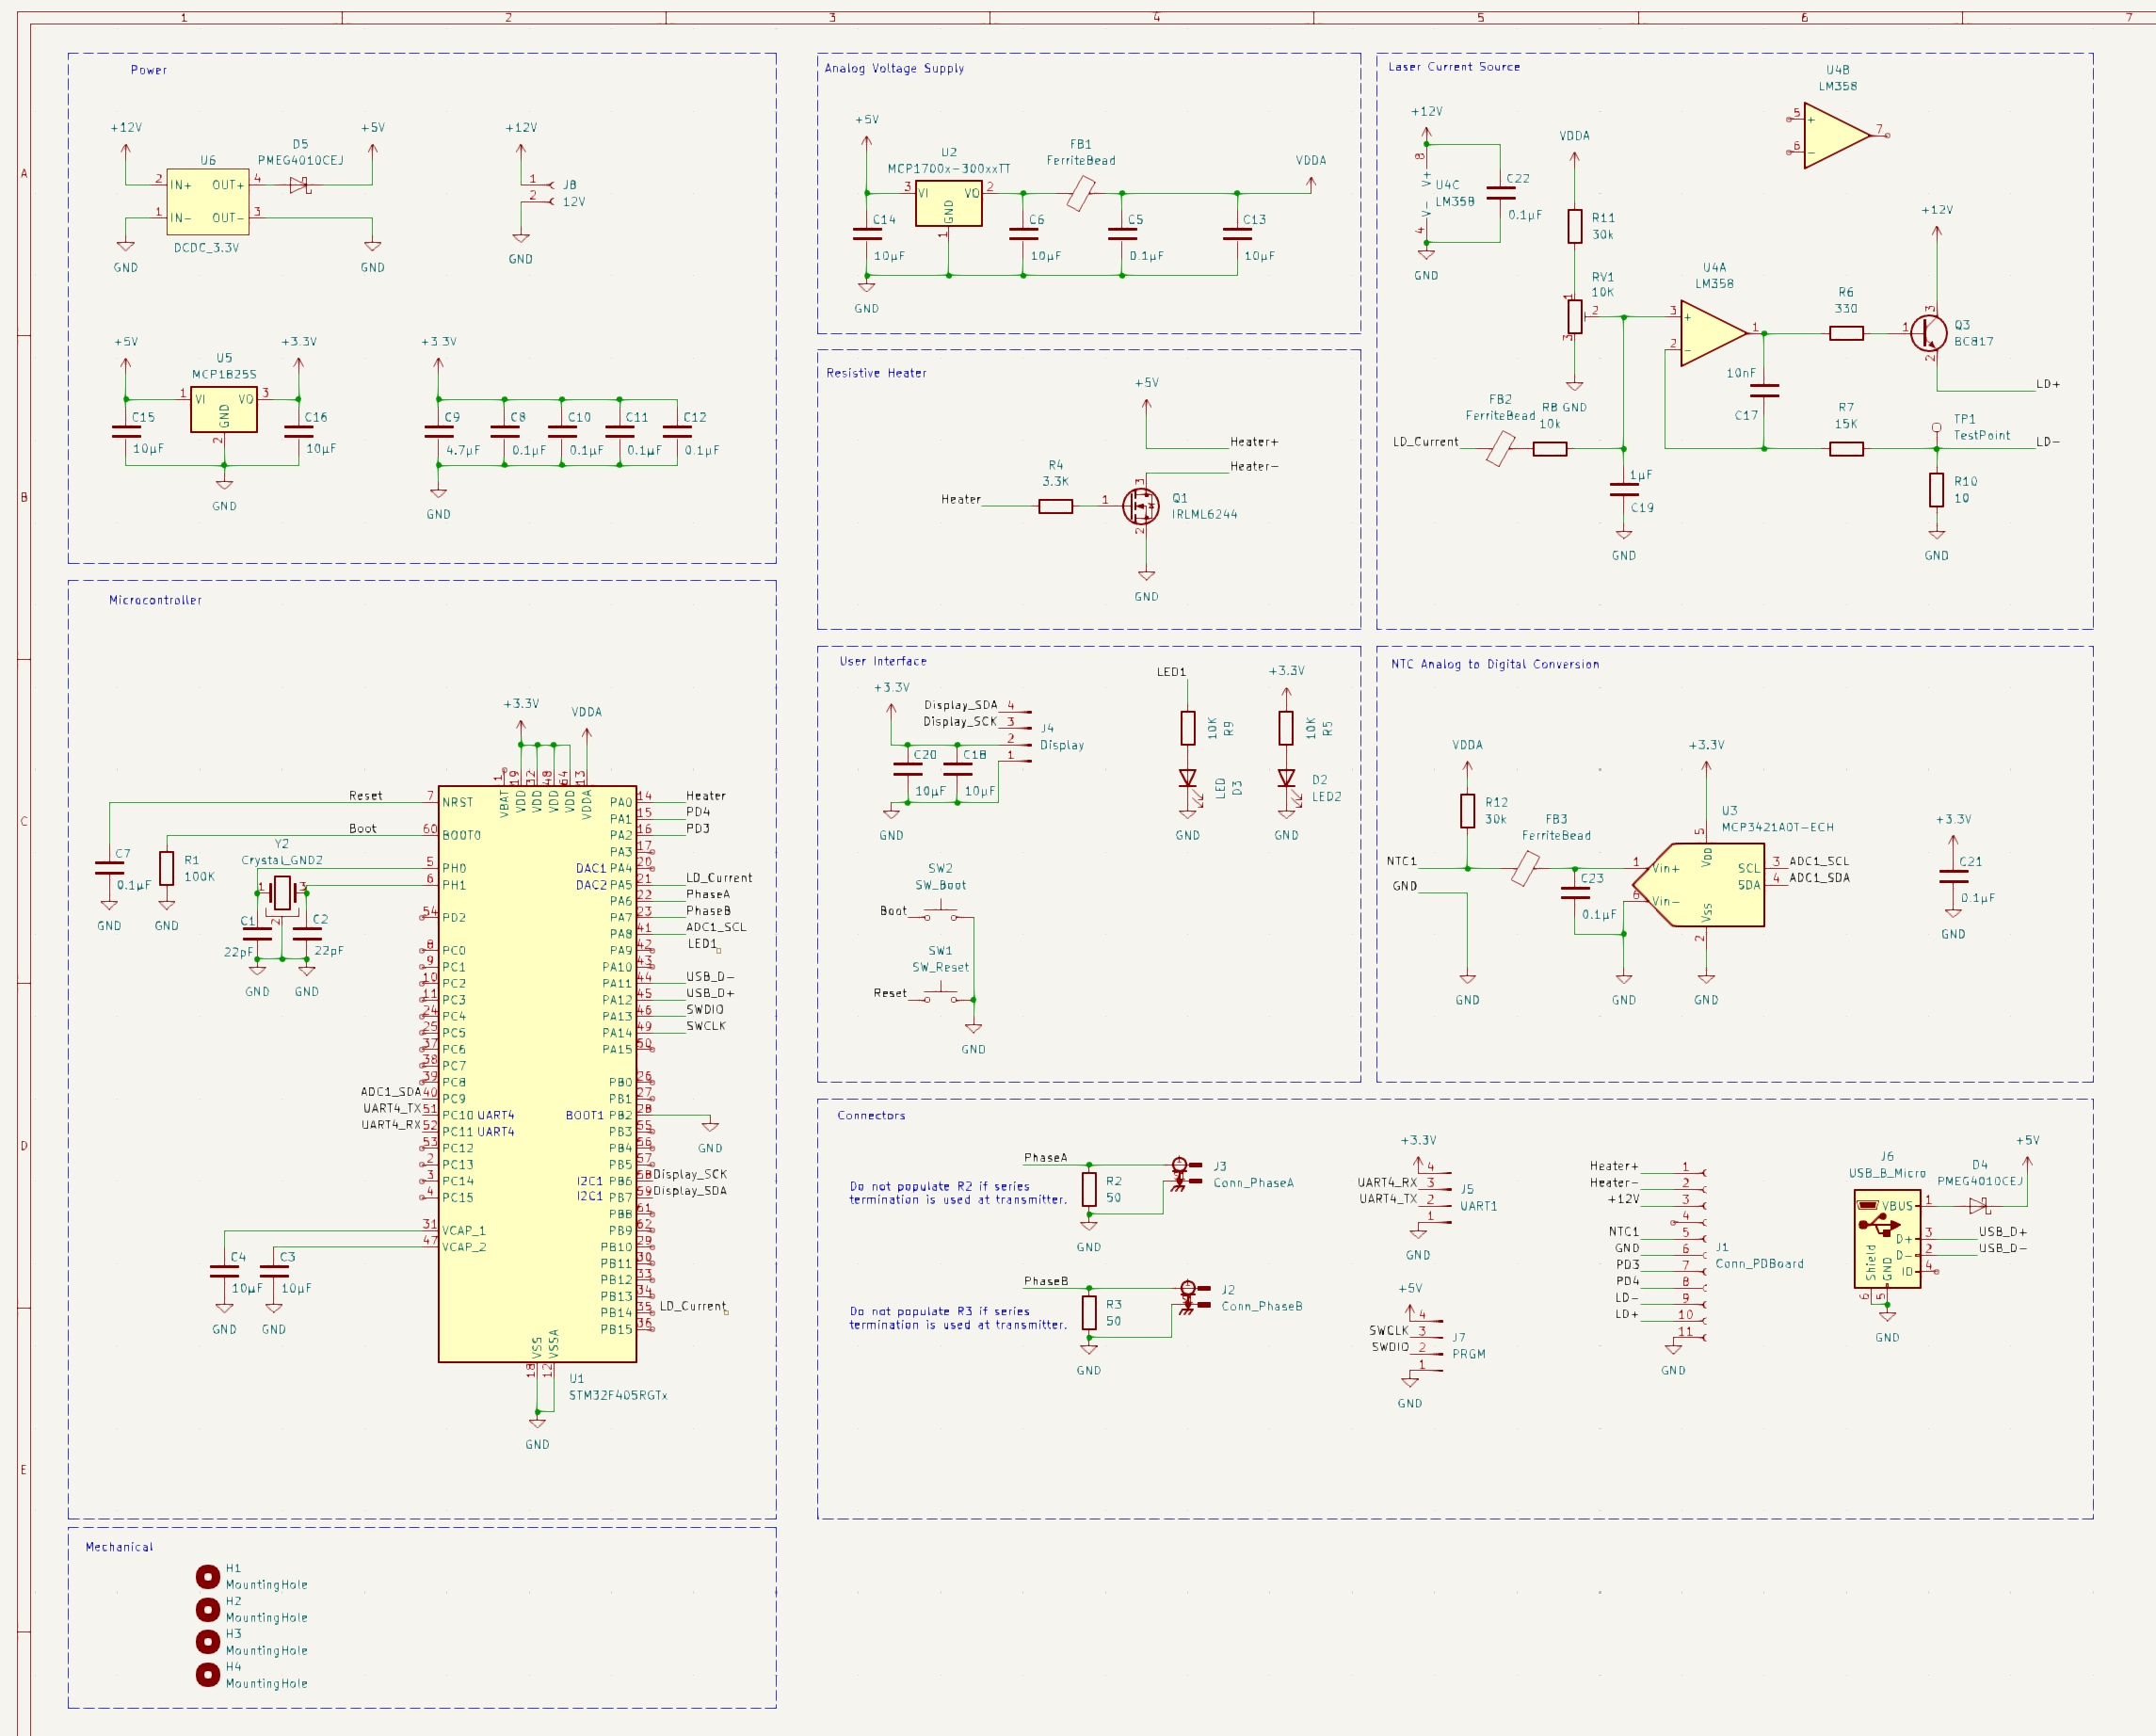 1 2 3 4 5 6 7
A
B
C
D
E
Power
+12V
U6
D5
PMEG4010CEJ
+5V
2 IN+ OUT+ 4
1 IN- OUT- 3
DCDC_3.3V
GND
GND
+12V
1 J8
2 12V
GND
+5V
U5
MCP1825S
+3.3V
1 VI VO 3
GND
2
C15
10µF
C16
10µF
GND
+3.3V
C9
4.7µF
C8
0.1µF
C10
0.1µF
C11
0.1µF
C12
0.1µF
GND
Analog Voltage Supply
+5V
U2
MCP1700x-300xxTT
FB1
FerriteBead
VDDA
3 VI VO 2
GND
1
C14
10µF
C6
10µF
C5
0.1µF
C13
10µF
GND
Resistive Heater
+5V
Heater+
Heater-
Heater
R4
3.3K
1
3
2
Q1
IRLML6244
GND
Laser Current Source
+12V
8
V+
U4C
LM358
V-
4
C22
0.1µF
GND
VDDA
R11
30k
RV1
10K
1
2
3
GND
U4B
LM358
5 +
6 -
7
U4A
LM358
3 +
2 -
1
R6
330
+12V
1
3
2
Q3
BC817
LD+
10nF
C17
R7
15K
TP1
TestPoint
LD-
R10
10
GND
LD_Current
FB2
FerriteBead
R8
10k
1µF
C19
GND
Microcontroller
+3.3V
VDDA
1 19 32 48 64 13
VBAT VDD VDD VDD VDD VDDA
Reset 7 NRST
Boot 60 BOOT0
5 PH0
6 PH1
54 PD2
8 PC0
9 PC1
10 PC2
11 PC3
24 PC4
25 PC5
37 PC6
38 PC7
39 PC8
ADC1_SDA 40 PC9
UART4_TX 51 PC10 UART4
UART4_RX 52 PC11 UART4
53 PC12
2 PC13
3 PC14
4 PC15
31 VCAP_1
47 VCAP_2
PA0 14 Heater
PA1 15 PD4
PA2 16 PD3
PA3 17
DAC1 PA4 20
DAC2 PA5 21 LD_Current
PA6 22 PhaseA
PA7 23 PhaseB
PA8 41 ADC1_SCL
PA9 42 LED1
PA10 43
PA11 44 USB_D-
PA12 45 USB_D+
PA13 46 SWDIO
PA14 49 SWCLK
PA15 50
PB0 26
PB1 27
BOOT1 PB2 28
GND
PB3 55
PB4 56
PB5 57
I2C1 PB6 58 Display_SCK
I2C1 PB7 59 Display_SDA
PB8 61
PB9 62
PB10 29
PB11 30
PB12 33
PB13 34
PB14 35 LD_Current
PB15 36
VSS VSSA
18 12
U1
STM32F405RGTx
GND
C7
0.1µF
GND
R1
100K
GND
Y2
Crystal_GND2
1 3
2
C1
22pF
C2
22pF
GND
GND
C4
10µF
C3
10µF
GND
GND
User Interface
+3.3V
Display_SDA 4
Display_SCK 3
2
1
J4
Display
C20
10µF
C18
10µF
GND
LED1
10K
R9
LED
D3
GND
+3.3V
10K
R5
D2
LED2
GND
SW2
SW_Boot
Boot
SW1
SW_Reset
Reset
GND
NTC Analog to Digital Conversion
VDDA
R12
30k
NTC1
GND
GND
FB3
FerriteBead
C23
0.1µF
+3.3V
U3
MCP3421A0T-ECH
5
VDD
1 Vin+
6 Vin-
SCL 3 ADC1_SCL
SDA 4 ADC1_SDA
Vss
2
GND
GND
+3.3V
C21
0.1µF
GND
Connectors
PhaseA
Do not populate R2 if series
termination is used at transmitter.
R2
50
J3
Conn_PhaseA
GND
PhaseB
Do not populate R3 if series
termination is used at transmitter.
R3
50
J2
Conn_PhaseB
GND
+3.3V
4
UART4_RX 3
UART4_TX 2
1
J5
UART1
GND
+5V
4
SWCLK 3
SWDIO 2
1
J7
PRGM
GND
Heater+ 1
Heater- 2
+12V 3
4
NTC1 5
GND 6
PD3 7
PD4 8
LD- 9
LD+ 10
11
J1
Conn_PDBoard
GND
J6
USB_B_Micro
D4
PMEG4010CEJ
+5V
VBUS 1
D+ 3 USB_D+
D- 2 USB_D-
ID 4
Shield GND
6 5
GND
Mechanical
H1
MountingHole
H2
MountingHole
H3
MountingHole
H4
MountingHole